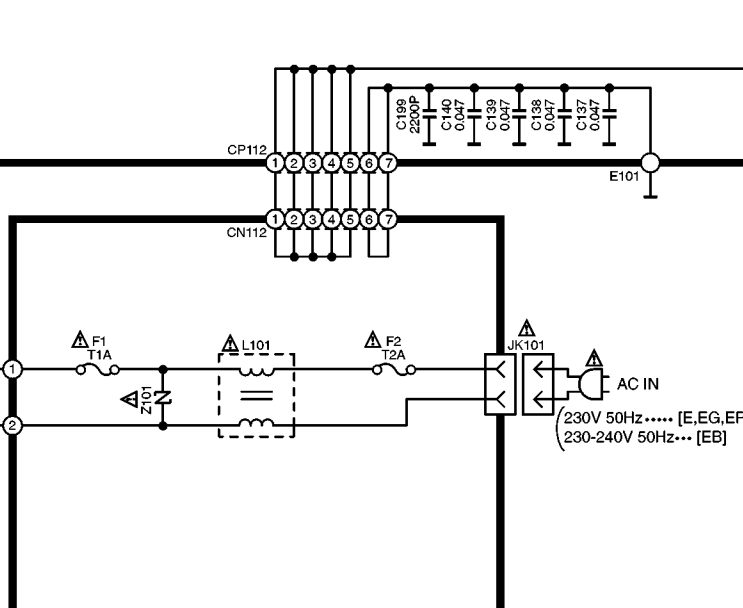 C199
2200P
C140
0.047
C139
0.047
C138
0.047
C137
0.047
CP112
1 2 3 4 5 6 7
E101
1 2 3 4 5 6 7
CN112
F1
T1A
L101
F2
T2A
JK101
1
Z101
AC IN
2
230V 50Hz ····· [E,EG,EF
230-240V 50Hz ··· [EB]